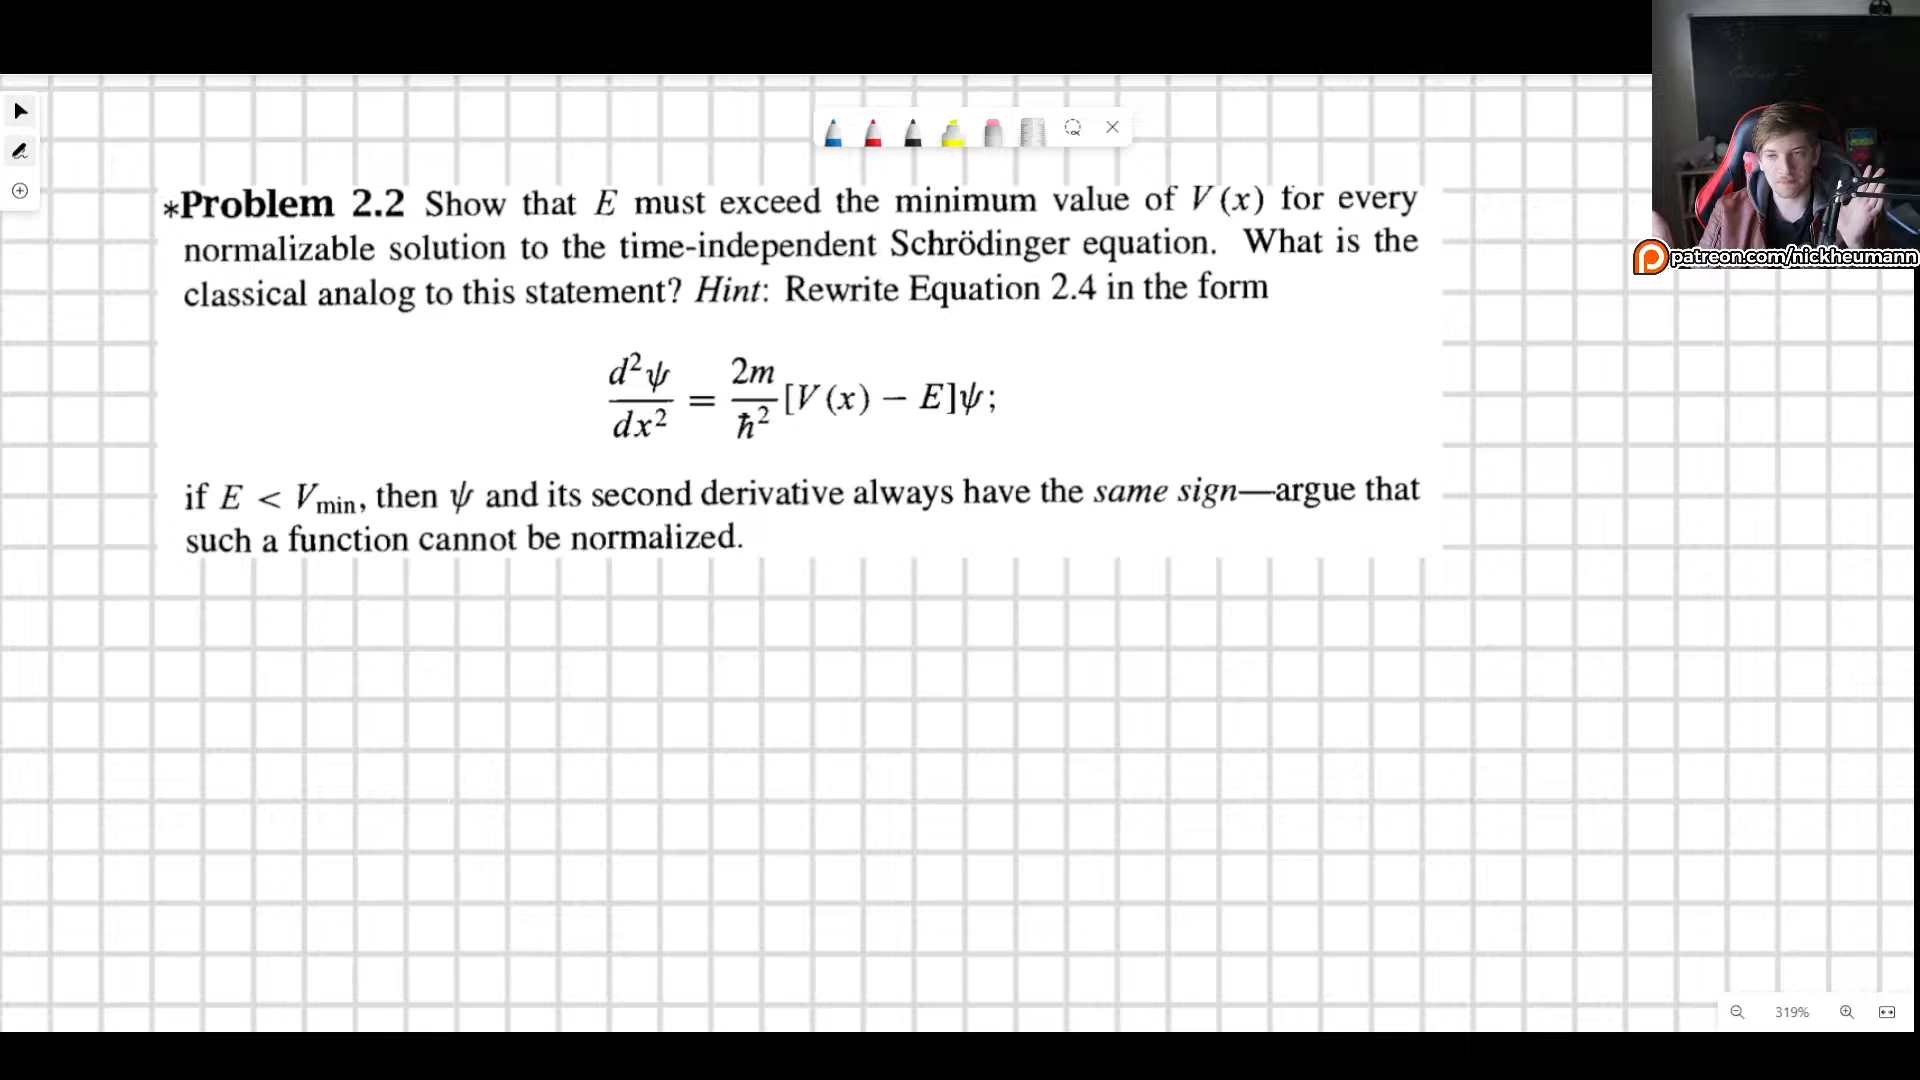 *Problem 2.2 Show that E must exceed the minimum value of V(x) for every
normalizable solution to the time-independent Schrödinger equation. What is the
classical analog to this statement? Hint: Rewrite Equation 2.4 in the form
d²ψ/dx² = 2m/ħ² [V(x) − E]ψ;
if E < Vmin, then ψ and its second derivative always have the same sign—argue that
such a function cannot be normalized.
patreon.com/nickheumann
319%